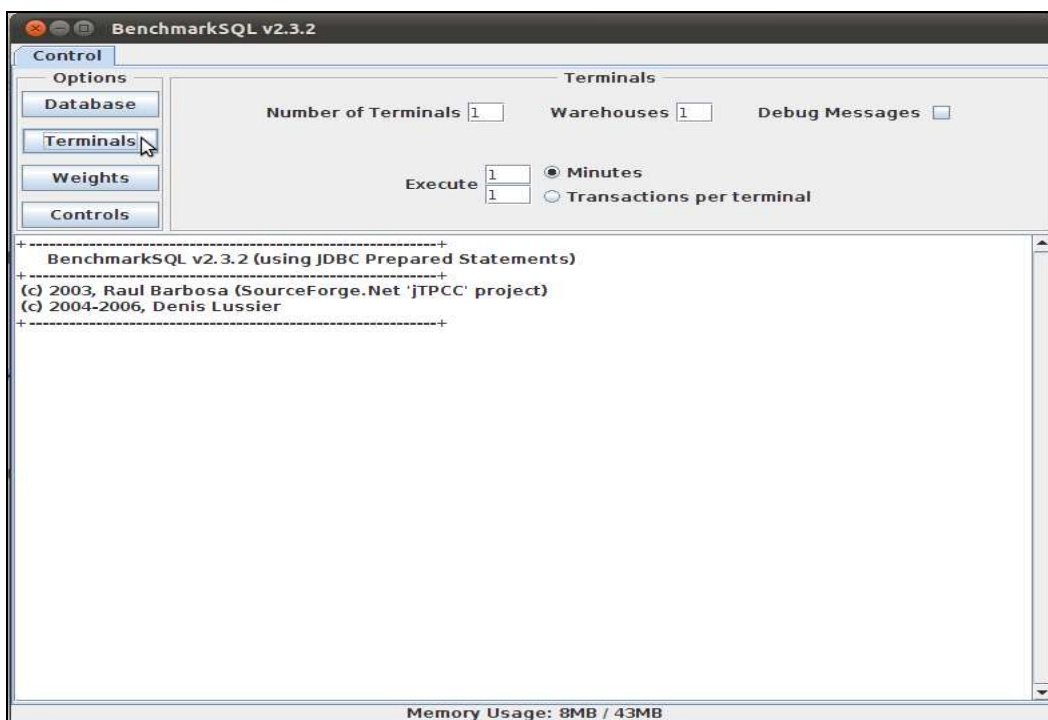 BenchmarkSQL v2.3.2
Control
Options
Database
Terminals
Weights
Controls
Terminals
Number of Terminals 1 Warehouses 1 Debug Messages
Execute 1 Minutes
1 Transactions per terminal
+-------------------------------------------------------------+
BenchmarkSQL v2.3.2 (using JDBC Prepared Statements)
+-------------------------------------------------------------+
(c) 2003, Raul Barbosa (SourceForge.Net 'jTPCC' project)
(c) 2004-2006, Denis Lussier
+-------------------------------------------------------------+
Memory Usage: 8MB / 43MB